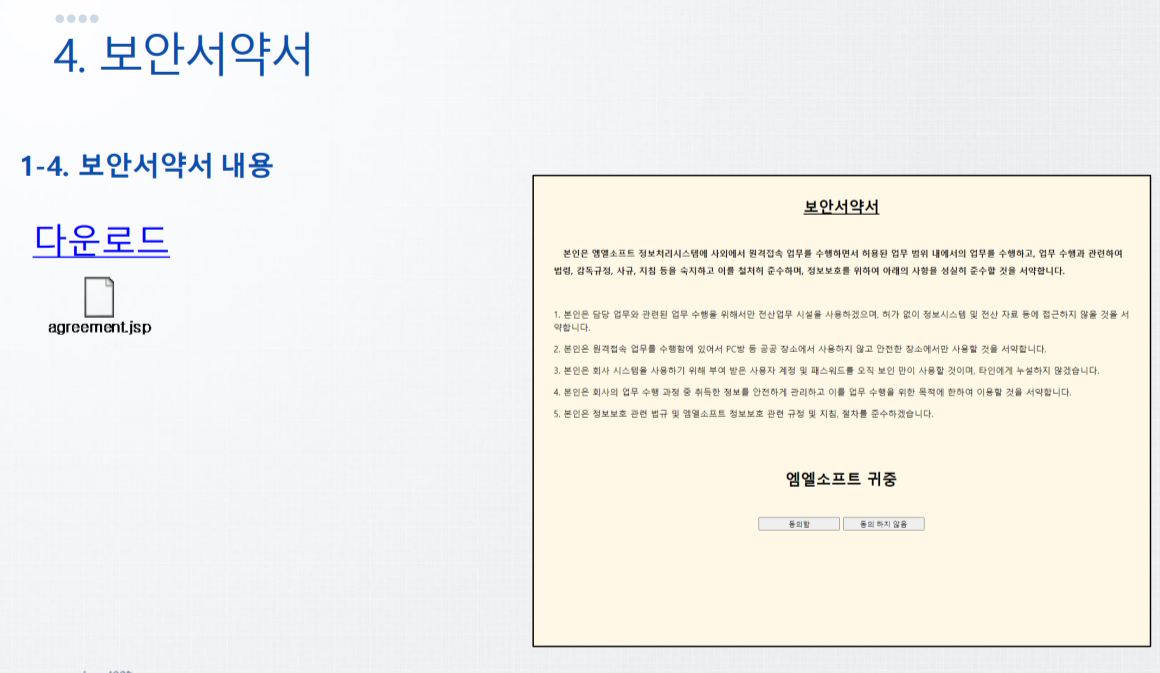 4. 보안서약서
1-4. 보안서약서 내용
다운로드
agreement.jsp
보안서약서
본인은 엠엘소프트 정보처리시스템에 사외에서 원격접속 업무를 수행하면서 허용된 업무 범위 내에서의 업무를 수행하고, 업무 수행과 관련하여
법령, 감독규정, 사규, 지침 등을 숙지하고 이를 철처히 준수하며, 정보보호를 위하여 아래의 사항을 성실히 준수할 것을 서약합니다.
1. 본인은 담당 업무와 관련된 업무 수행을 위해서만 전산업무 시설을 사용하겠으며, 허가 없이 정보시스템 및 전산 자료 등에 접근하지 않을 것을 서
약합니다.
2. 본인은 원격접속 업무를 수행함에 있어서 PC방 등 공공 장소에서 사용하지 않고 안전한 장소에서만 사용할 것을 서약합니다.
3. 본인은 회사 시스템을 사용하기 위해 부여 받은 사용자 계정 및 패스워드를 오직 보인 만이 사용할 것이며, 타인에게 누설하지 않겠습니다.
4. 본인은 회사의 업무 수행 과정 중 취득한 정보를 안전하게 관리하고 이를 업무 수행을 위한 목적에 한하여 이용할 것을 서약합니다.
5. 본인은 정보보호 관련 법규 및 엠엘소프트 정보보호 관련 규정 및 지침, 절차를 준수하겠습니다.
엠엘소프트 귀중
동의함
동의 하지 않음